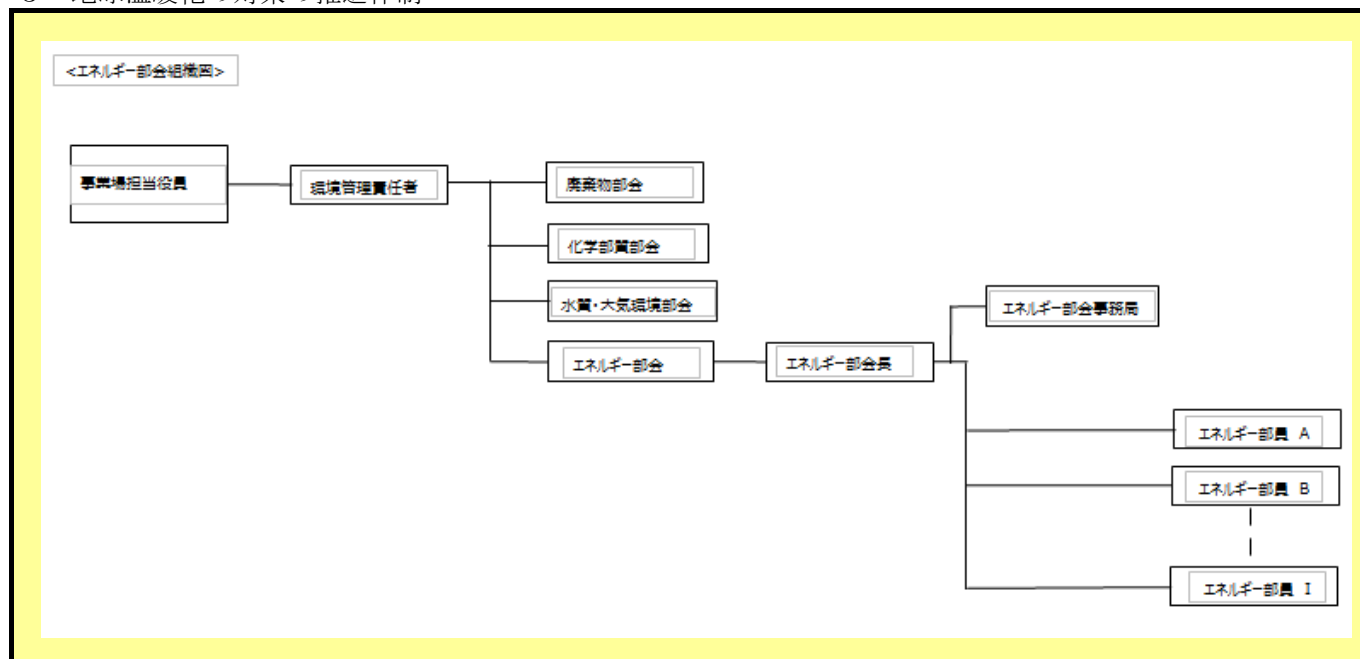 <エネルギー部会組織図>
事業場担当役員
環境管理責任者
廃棄物部会
化学部質部会
水質・大気環境部会
エネルギー部会
エネルギー部会長
エネルギー部会事務局
エネルギー部員 A
エネルギー部員 B
エネルギー部員 I